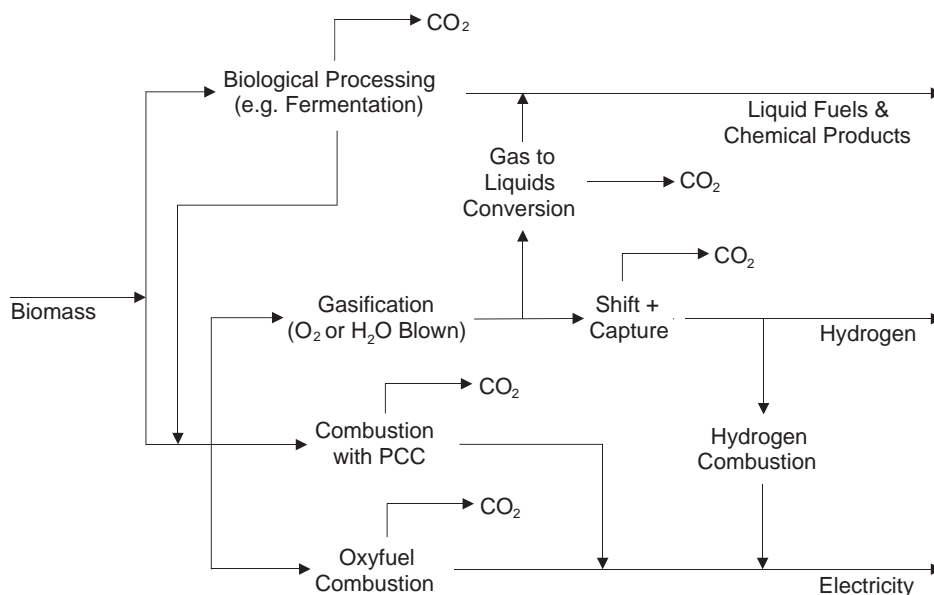 CO₂
Biological Processing
(e.g. Fermentation)
Liquid Fuels &
Chemical Products
Gas to
Liquids
Conversion
CO₂
CO₂
Biomass
Gasification
(O₂ or H₂O Blown)
Shift +
Capture
Hydrogen
CO₂
Combustion
with PCC
Hydrogen
Combustion
CO₂
Oxyfuel
Combustion
Electricity